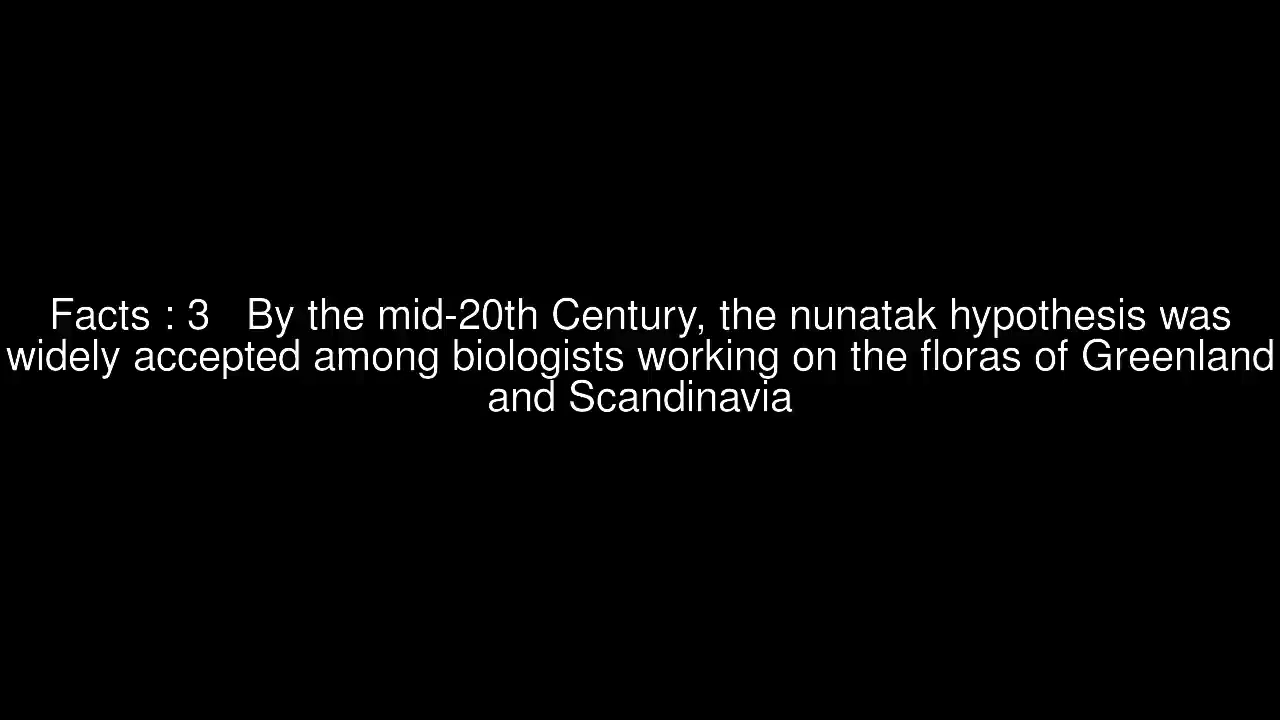 Facts : 3   By the mid-20th Century, the nunatak hypothesis was
widely accepted among biologists working on the floras of Greenland
and Scandinavia